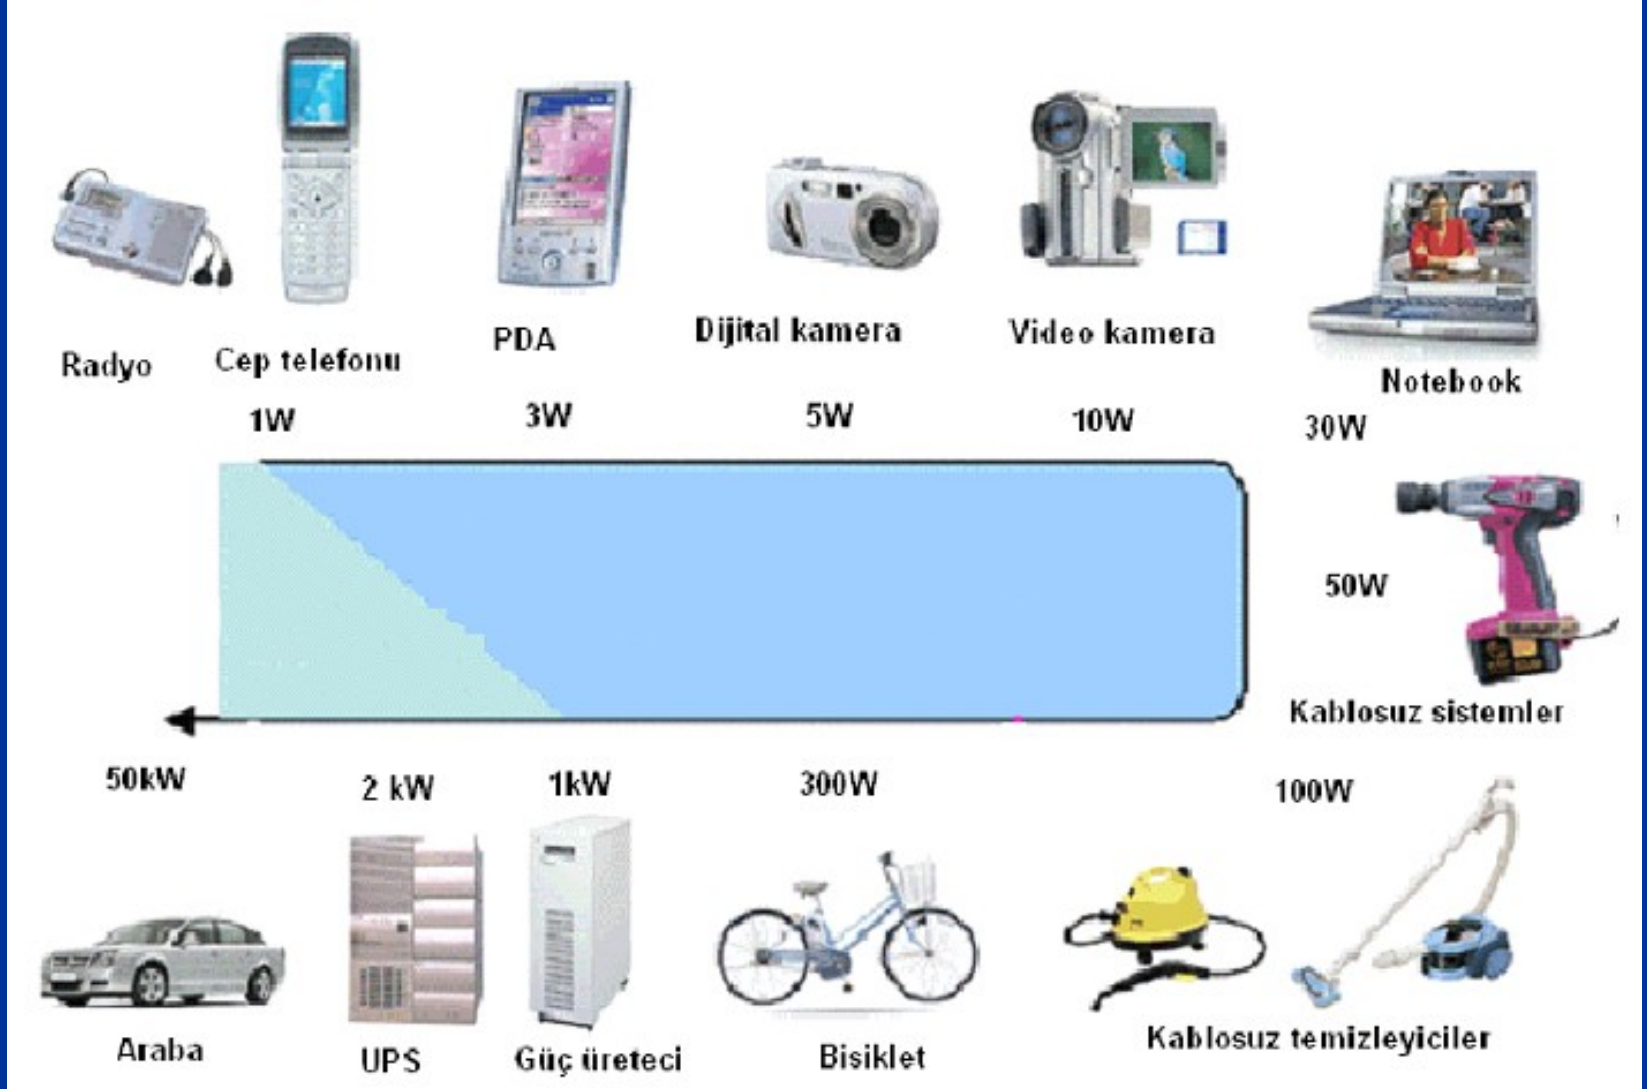 Radyo
Cep telefonu
PDA
Dijital kamera
Video kamera
Notebook
1W
3W
5W
10W
30W
50W
Kablosuz sistemler
50kW
2 kW
1kW
300W
100W
Araba
UPS
Güç üreteci
Bisiklet
Kablosuz temizleyiciler